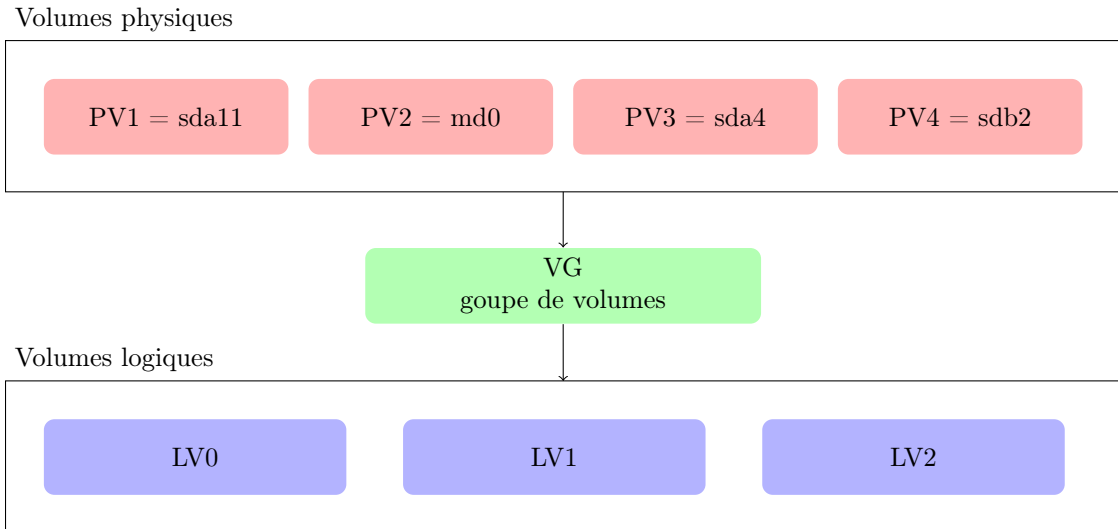 Volumes physiques
PV1 = sda11
PV2 = md0
PV3 = sda4
PV4 = sdb2
VG
goupe de volumes
Volumes logiques
LV0
LV1
LV2